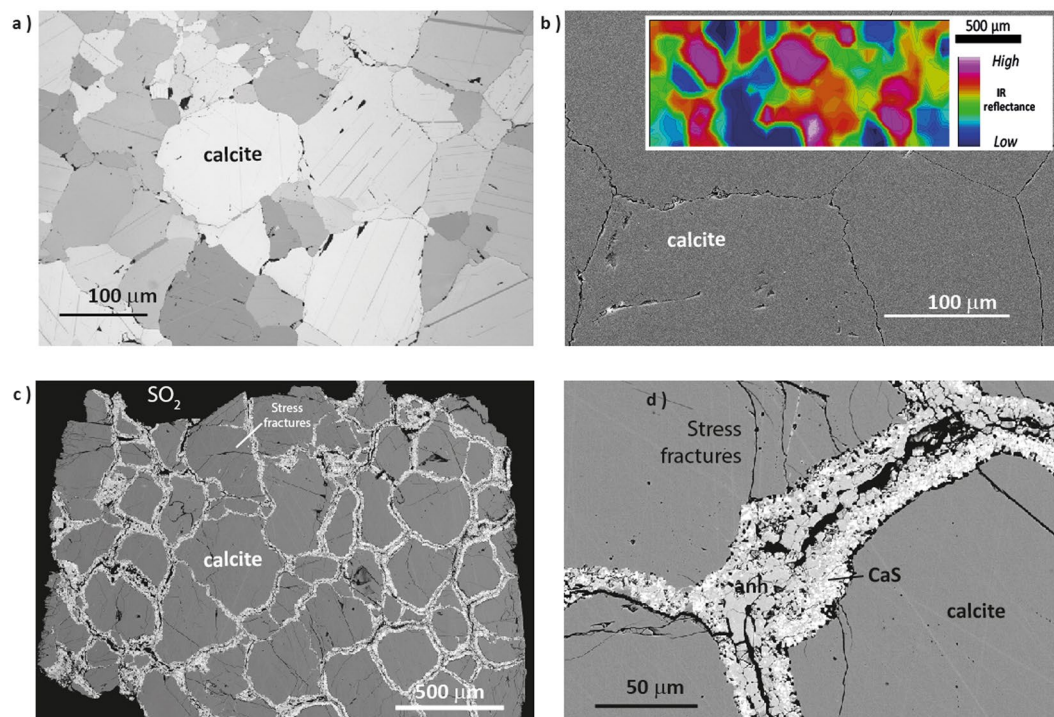 a )
calcite
100 μm
b )
500 μm
High
IR
reflectance
Low
calcite
100 μm
c )
SO2
Stress
fractures
calcite
500 μm
d )
Stress
fractures
anh
CaS
calcite
50 μm